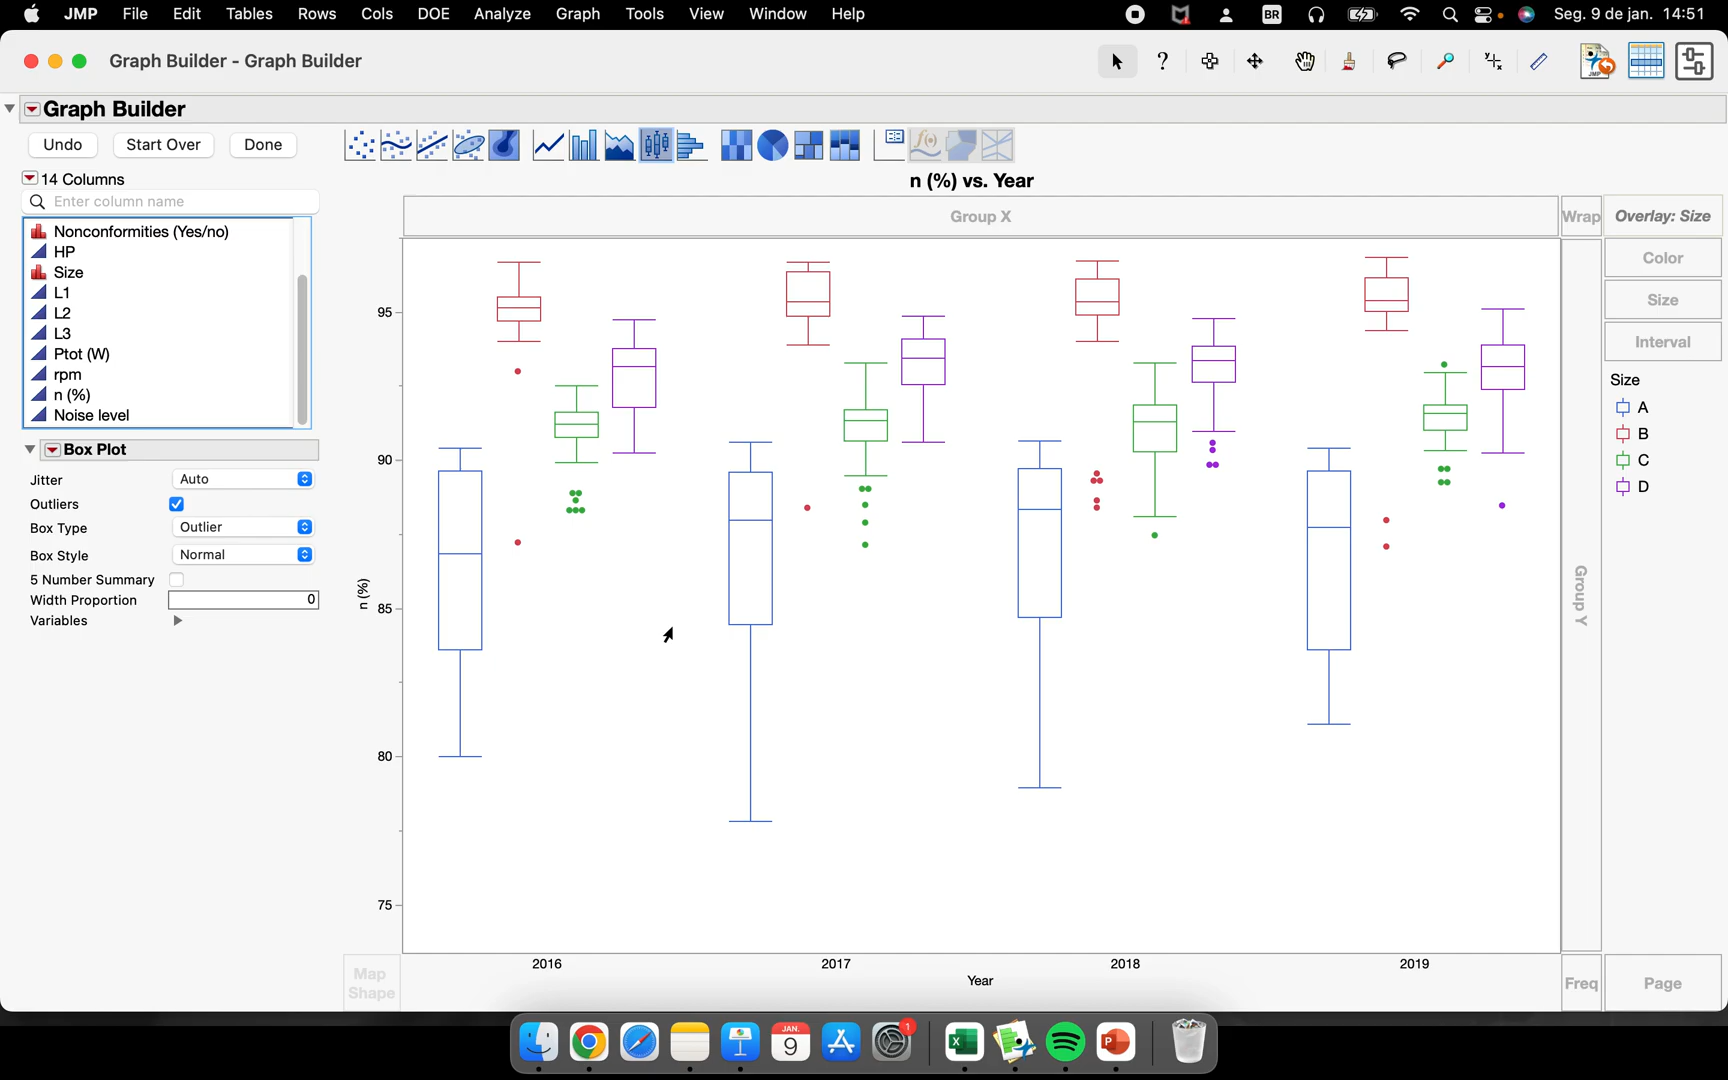 JMP File Edit Tables Rows Cols DOE Analyze Graph Tools View Window Help BR Seg. 9 de jan. 14:51
Graph Builder - Graph Builder
Graph Builder
Undo Start Over Done
14 Columns
n (%) vs. Year
Enter column name
Group X
Wrap
Overlay: Size
Nonconformities (Yes/no)
HP
Size
L1
L2
L3
Ptot (W)
rpm
n (%)
Noise level
Color
Size
Interval
Size
A
B
C
D
Box Plot
Jitter Auto
Outliers
Box Type Outlier
Box Style Normal
5 Number Summary
Width Proportion 0
Variables
95
90
85
80
75
n (%)
Group Y
2016 2017 2018 2019
Year
Map
Shape
Freq
Page
JAN.
9
1